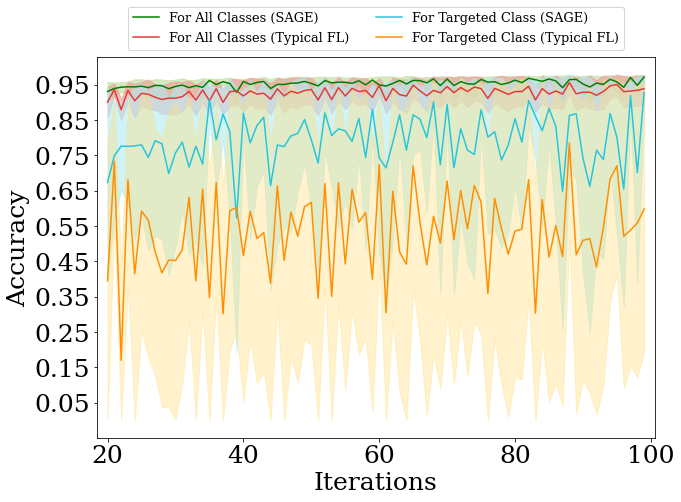 For All Classes (SAGE)
For All Classes (Typical FL)
For Targeted Class (SAGE)
For Targeted Class (Typical FL)
Accuracy
0.95
0.85
0.75
0.65
0.55
0.45
0.35
0.25
0.15
0.05
20 40 60 80 100
Iterations